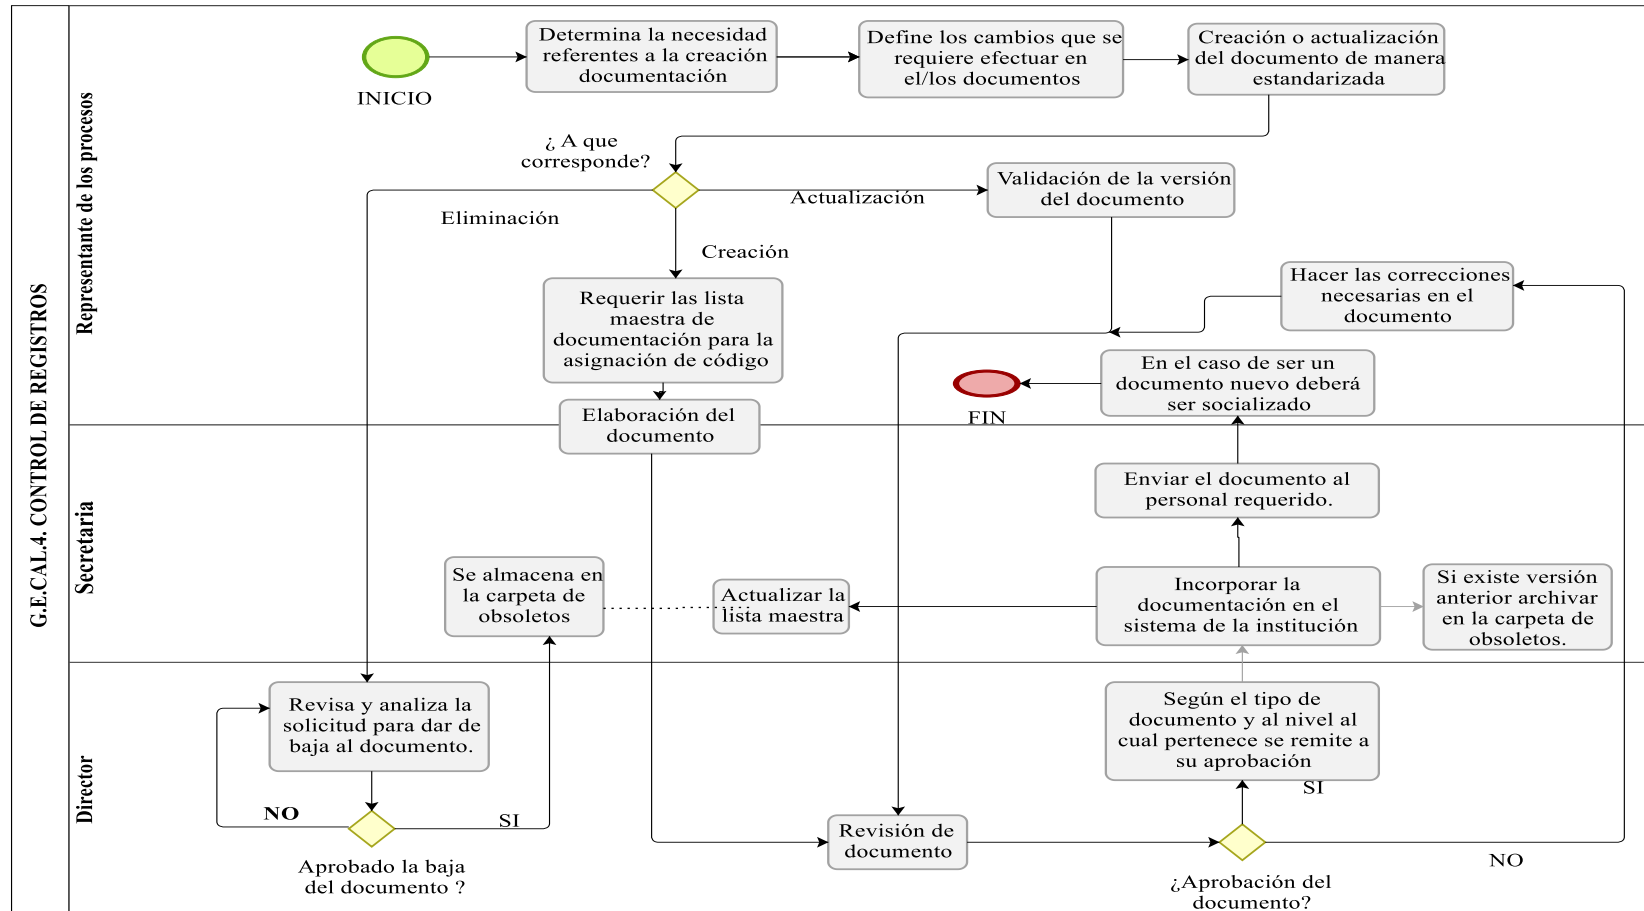 G.E.CAL.4. CONTROL DE REGISTROS
Representante de los procesos
INICIO
Determina la necesidad
referentes a la creación
documentación
Define los cambios que se
requiere efectuar en
el/los documentos
Creación o actualización
del documento de manera
estandarizada
¿ A que
corresponde?
Eliminación
Actualización
Creación
Validación de la versión
del documento
Requerir las lista
maestra de
documentación para la
asignación de código
Hacer las correcciones
necesarias en el
documento
En el caso de ser un
documento nuevo deberá
ser socializado
FIN
Elaboración del
documento
Secretaria
Enviar el documento al
personal requerido.
Se almacena en
la carpeta de
obsoletos
Actualizar la
lista maestra
Incorporar la
documentación en el
sistema de la institución
Si existe versión
anterior archivar
en la carpeta de
obsoletos.
Director
Revisa y analiza la
solicitud para dar de
baja al documento.
NO
SI
Aprobado la baja
del documento ?
Según el tipo de
documento y al nivel al
cual pertenece se remite a
su aprobación
SI
Revisión de
documento
NO
¿Aprobación del
documento?